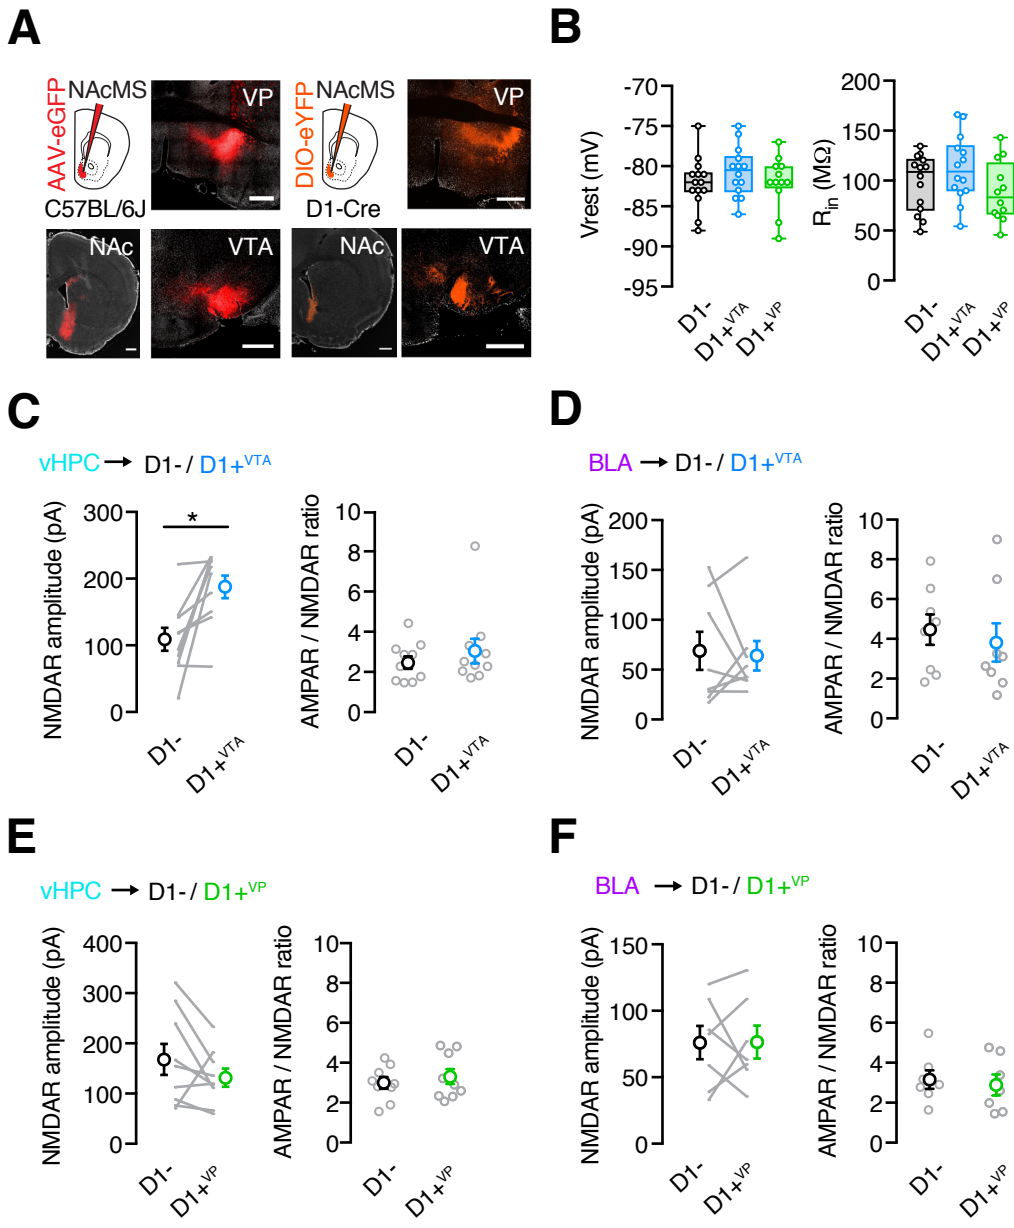 A
AAV-eGFP
NAcMS
C57BL/6J
VP
DIO-eYFP
NAcMS
D1-Cre
VP
NAc
VTA
NAc
VTA
B
Vrest (mV)
-70
-75
-80
-85
-90
-95
D1-
D1+VTA
D1+VP
Rin (MΩ)
200
150
100
50
0
D1-
D1+VTA
D1+VP
C
vHPC → D1- / D1+VTA
NMDAR amplitude (pA)
300
200
100
0
*
D1-
D1+VTA
AMPAR / NMDAR ratio
10
8
6
4
2
0
D1-
D1+VTA
D
BLA → D1- / D1+VTA
NMDAR amplitude (pA)
200
150
100
50
0
D1-
D1+VTA
AMPAR / NMDAR ratio
10
8
6
4
2
0
D1-
D1+VTA
E
vHPC → D1- / D1+VP
NMDAR amplitude (pA)
400
300
200
100
0
D1-
D1+VP
AMPAR / NMDAR ratio
10
8
6
4
2
0
D1-
D1+VP
F
BLA → D1- / D1+VP
NMDAR amplitude (pA)
150
100
50
0
D1-
D1+VP
AMPAR / NMDAR ratio
10
8
6
4
2
0
D1-
D1+VP